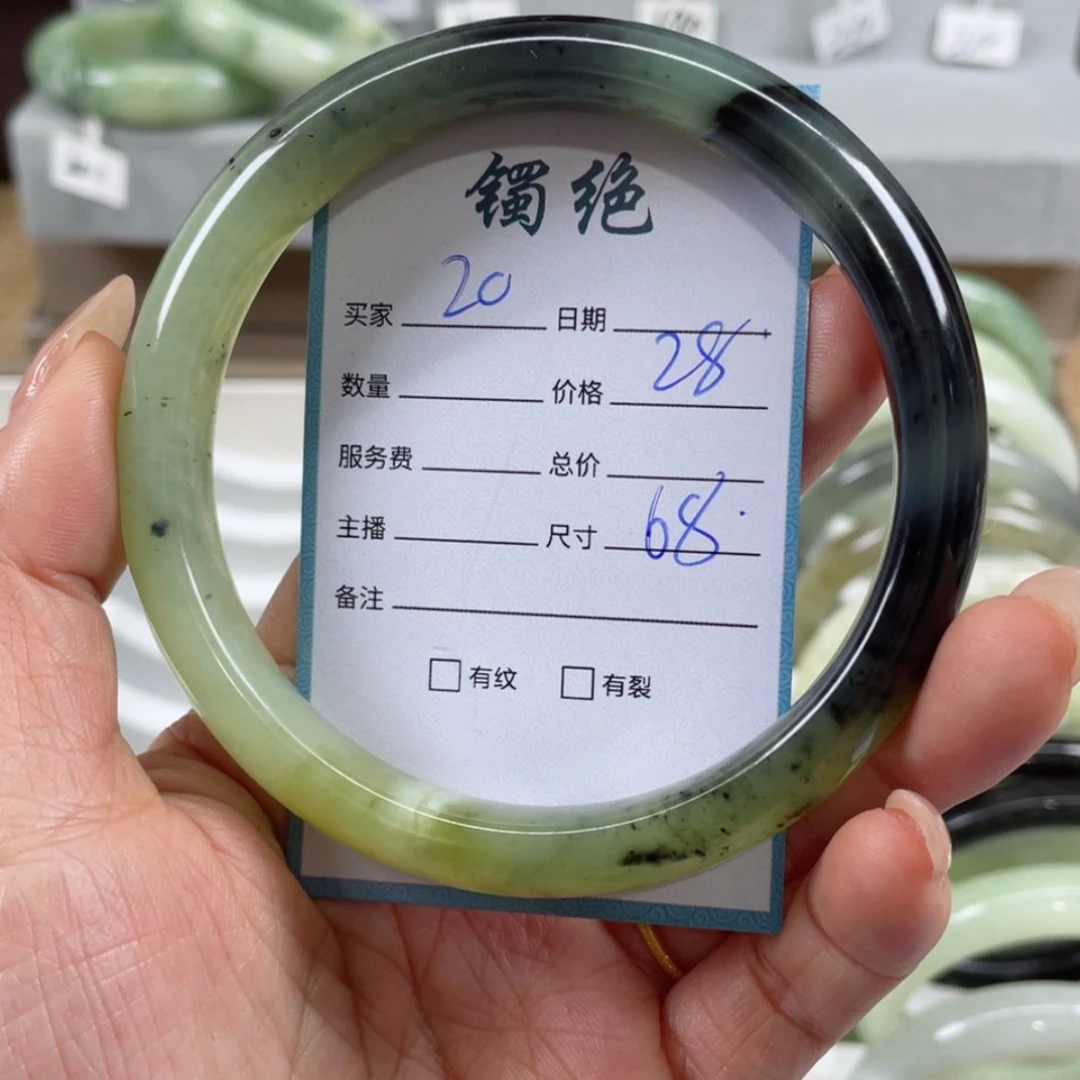 镯绝
买家 20 日期
数量 价格 28
服务费 总价
主播 尺寸 68
备注
□有纹 □有裂